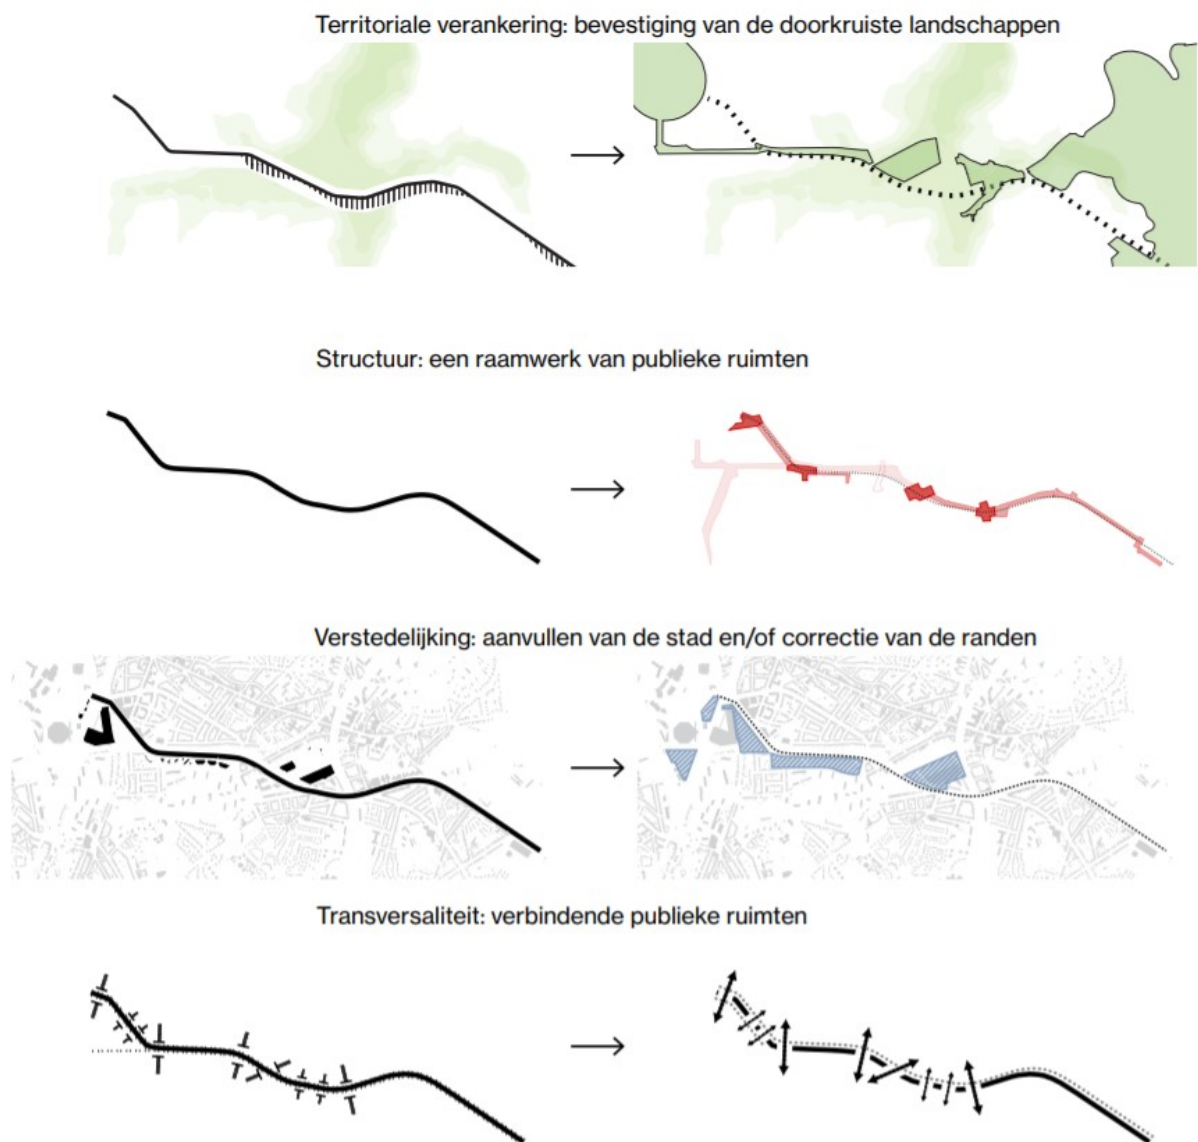 Territoriale verankering: bevestiging van de doorkruiste landschappen
Structuur: een raamwerk van publieke ruimten
Verstedelijking: aanvullen van de stad en/of correctie van de randen
Transversaliteit: verbindende publieke ruimten